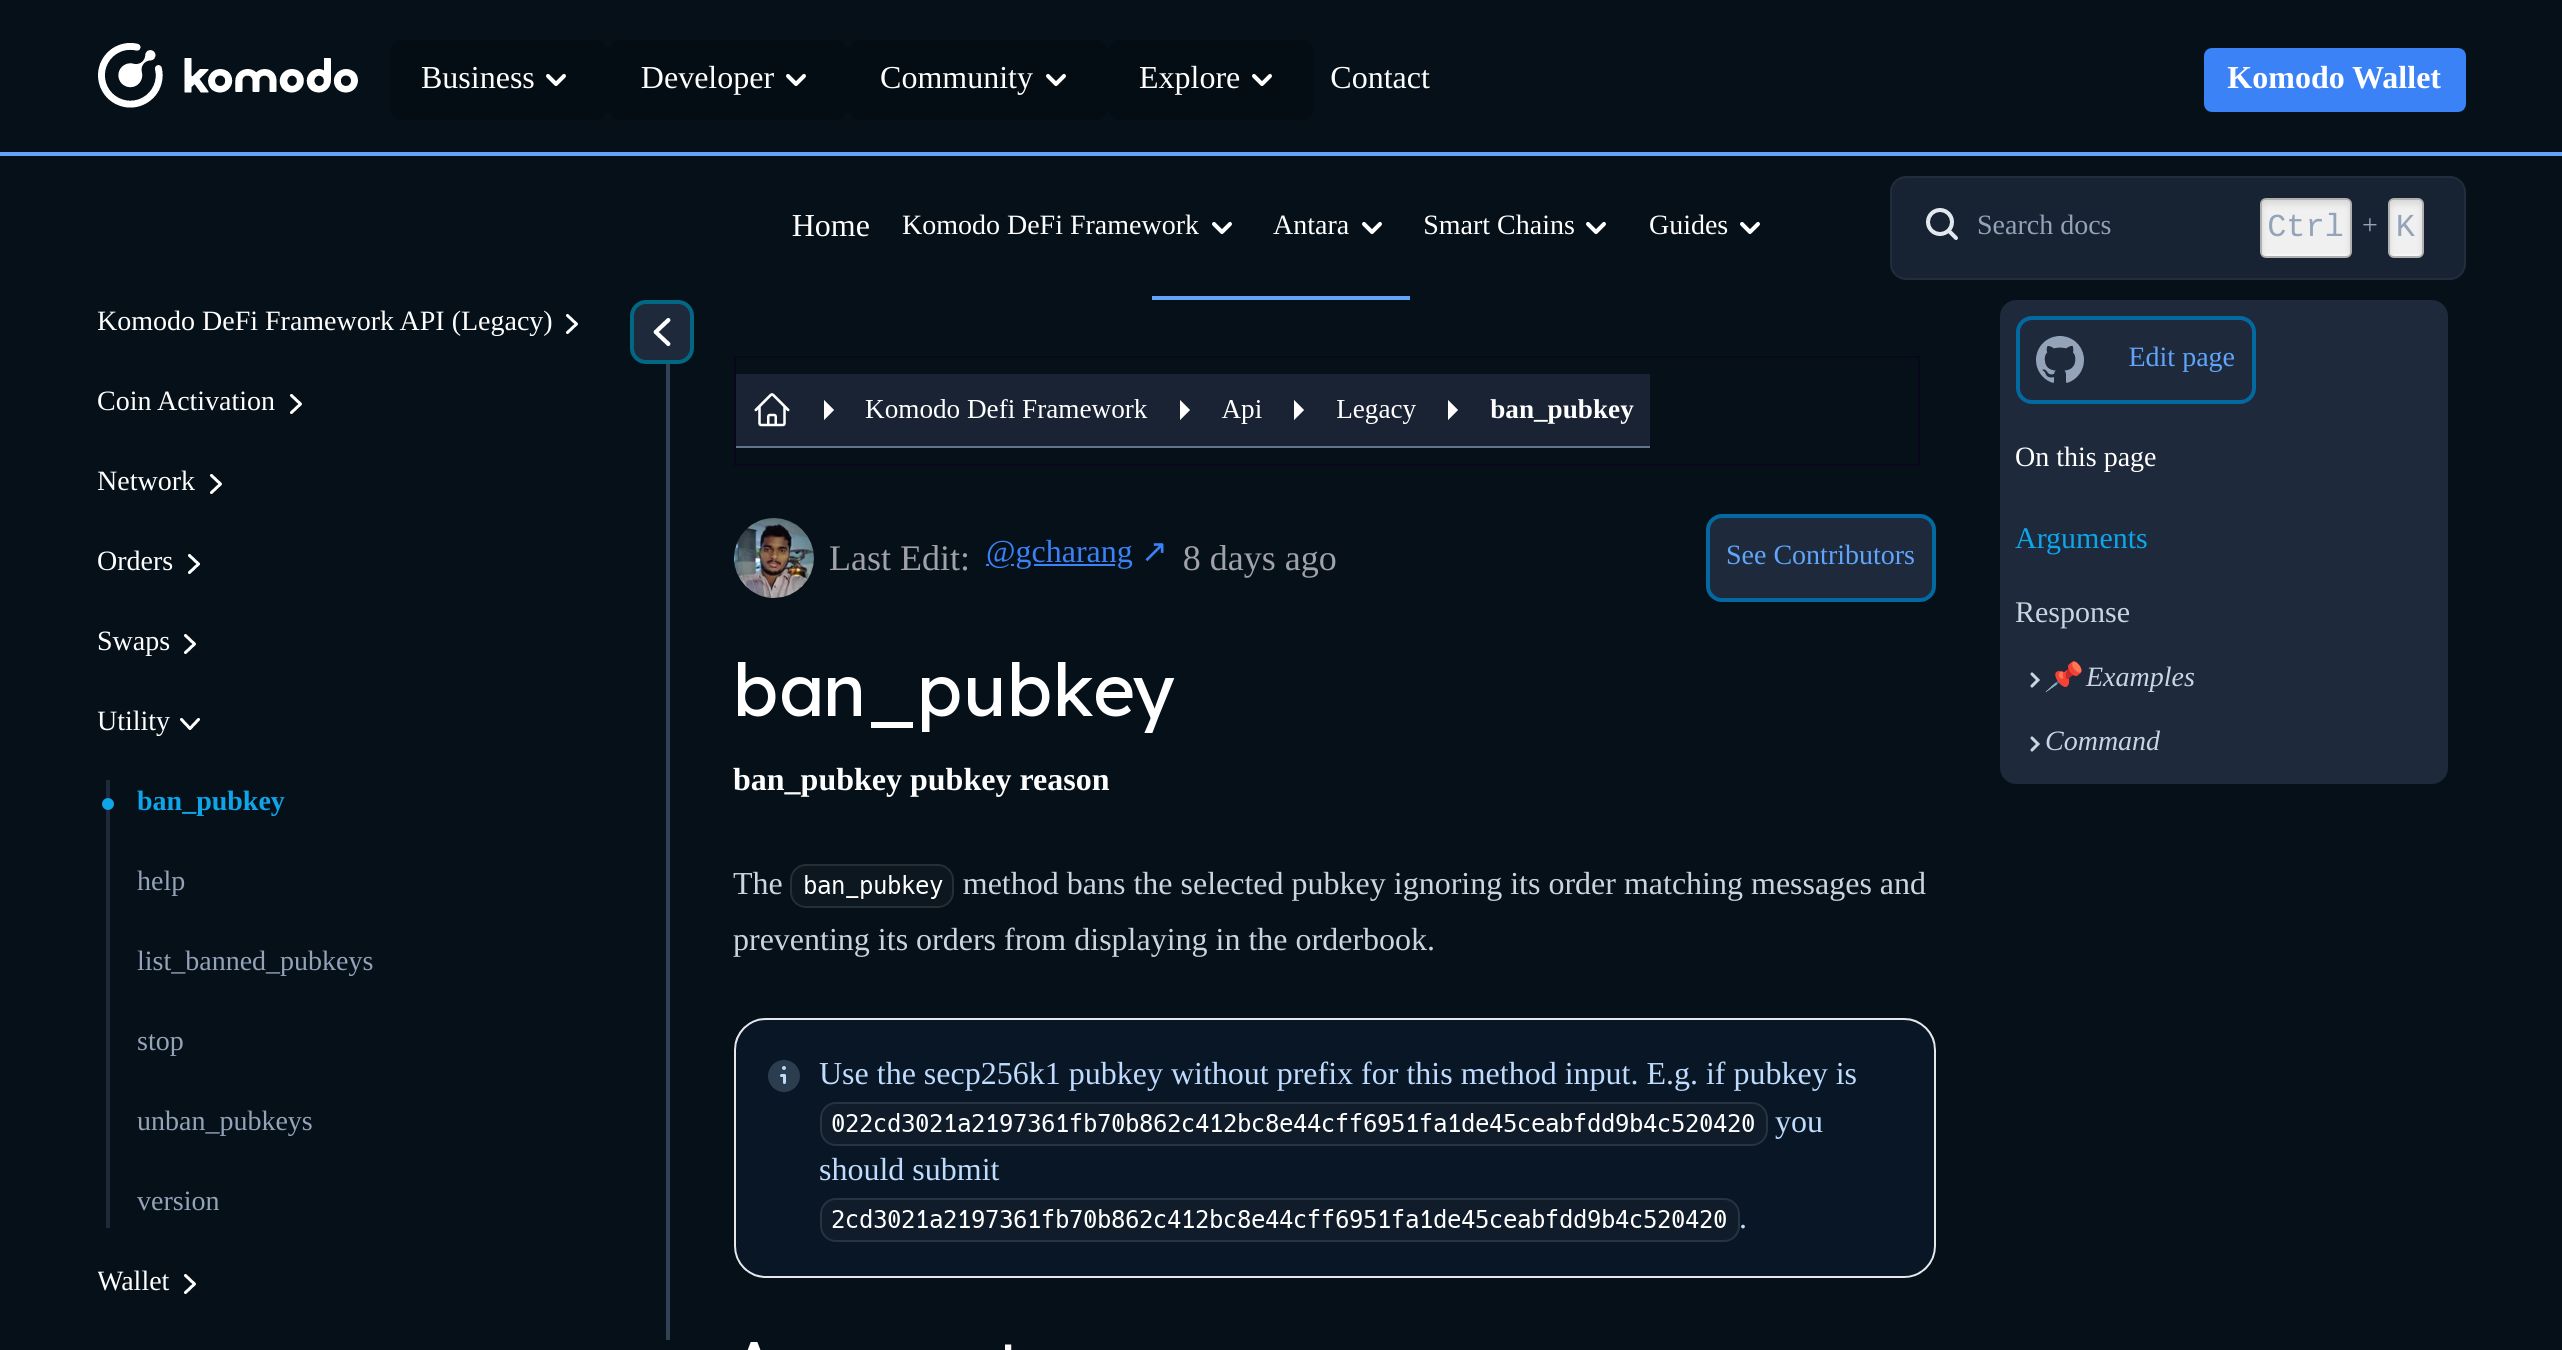 komodo Business Developer Community Explore Contact Komodo Wallet
Home Komodo DeFi Framework Antara Smart Chains Guides Search docs Ctrl + K
Komodo DeFi Framework API (Legacy)
Coin Activation
Network
Orders
Swaps
Utility
ban_pubkey
help
list_banned_pubkeys
stop
unban_pubkeys
version
Wallet
Komodo Defi Framework Api Legacy ban_pubkey
Last Edit: @gcharang ↗ 8 days ago See Contributors
ban_pubkey
ban_pubkey pubkey reason
The ban_pubkey method bans the selected pubkey ignoring its order matching messages and
preventing its orders from displaying in the orderbook.
Use the secp256k1 pubkey without prefix for this method input. E.g. if pubkey is
022cd3021a2197361fb70b862c412bc8e44cff6951fa1de45ceabfdd9b4c520420 you
should submit
2cd3021a2197361fb70b862c412bc8e44cff6951fa1de45ceabfdd9b4c520420.
Edit page
On this page
Arguments
Response
📌 Examples
Command